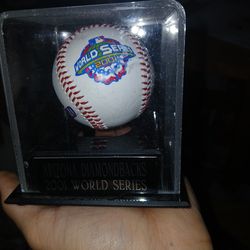 WORLD SERIES
2001
ARIZONA DIAMONDBACKS
2001 WORLD SERIES